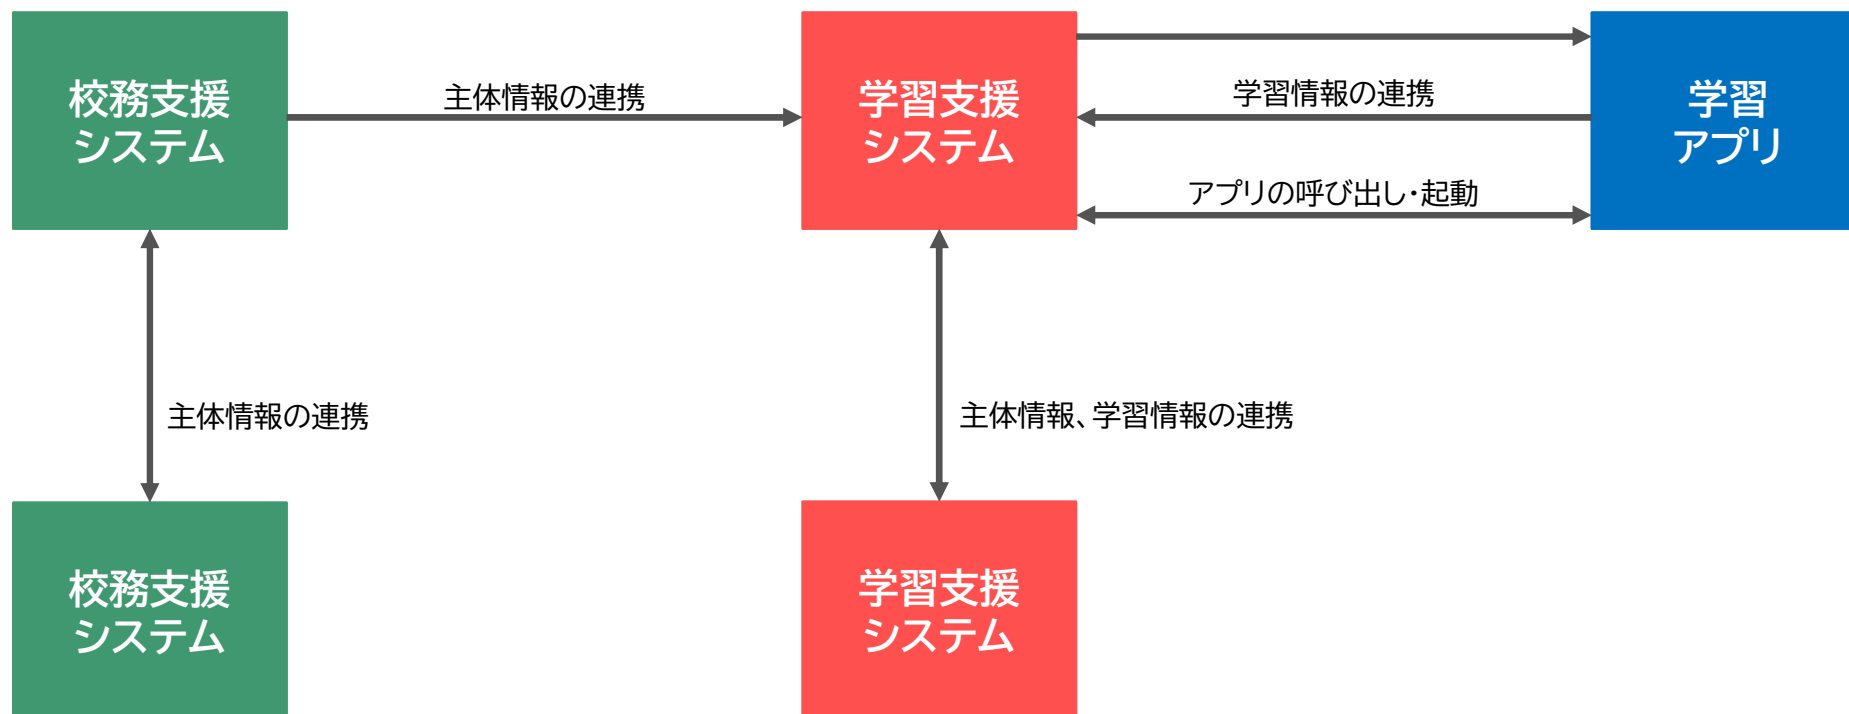 校務支援
システム
主体情報の連携
学習支援
システム
学習情報の連携
アプリの呼び出し・起動
学習
アプリ
主体情報の連携
主体情報、学習情報の連携
校務支援
システム
学習支援
システム